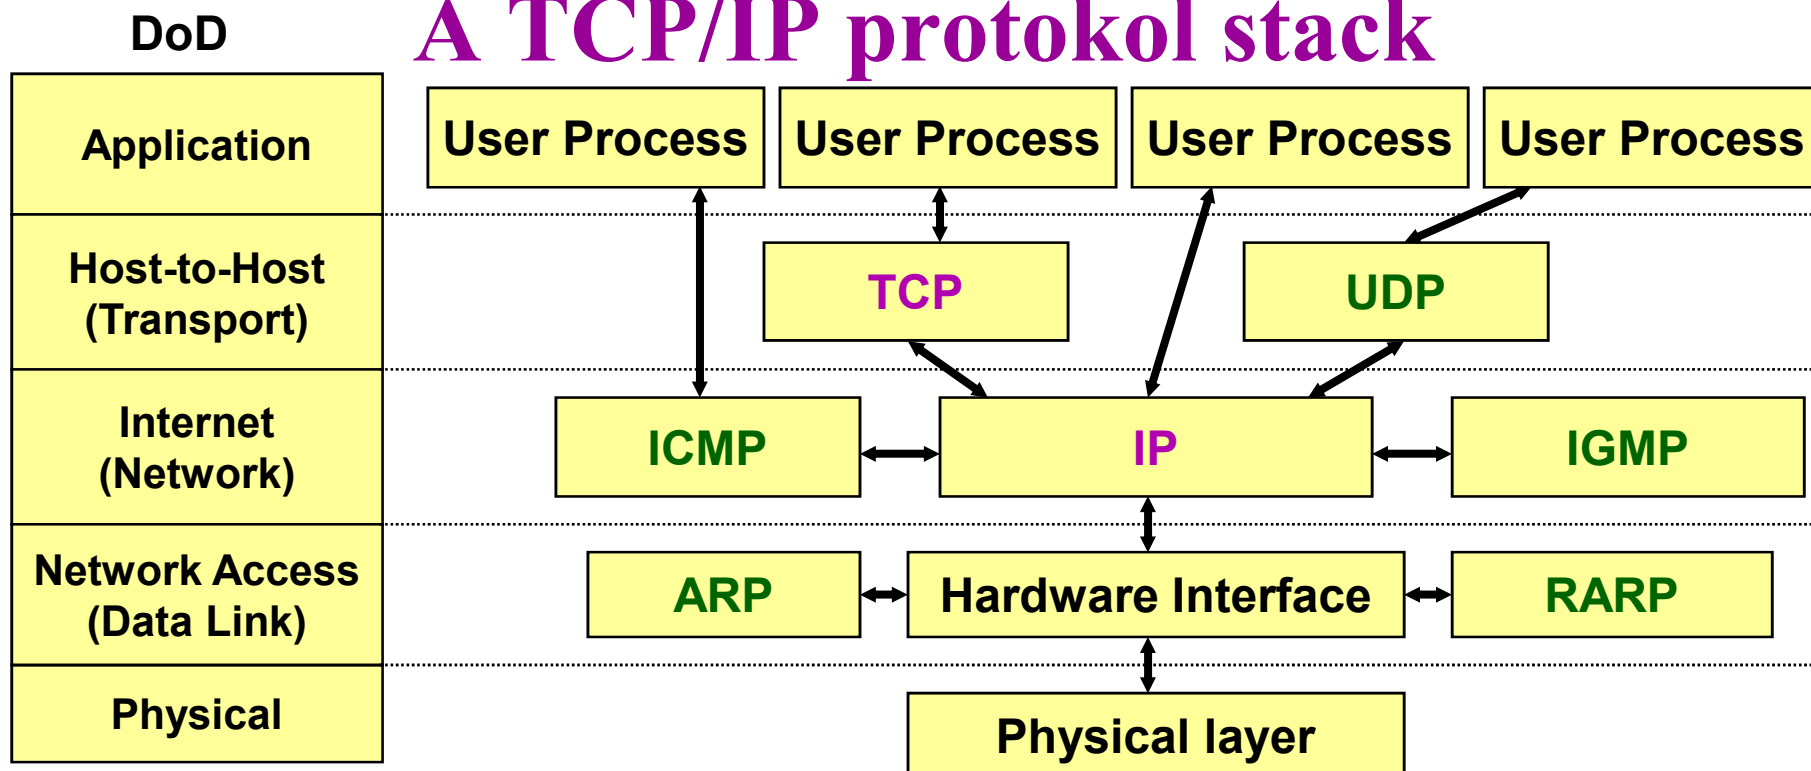 DoD
A TCP/IP protokol stack
Application
User Process
User Process
User Process
User Process
Host-to-Host
(Transport)
TCP
UDP
Internet
(Network)
ICMP
IP
IGMP
Network Access
(Data Link)
ARP
Hardware Interface
RARP
Physical
Physical layer